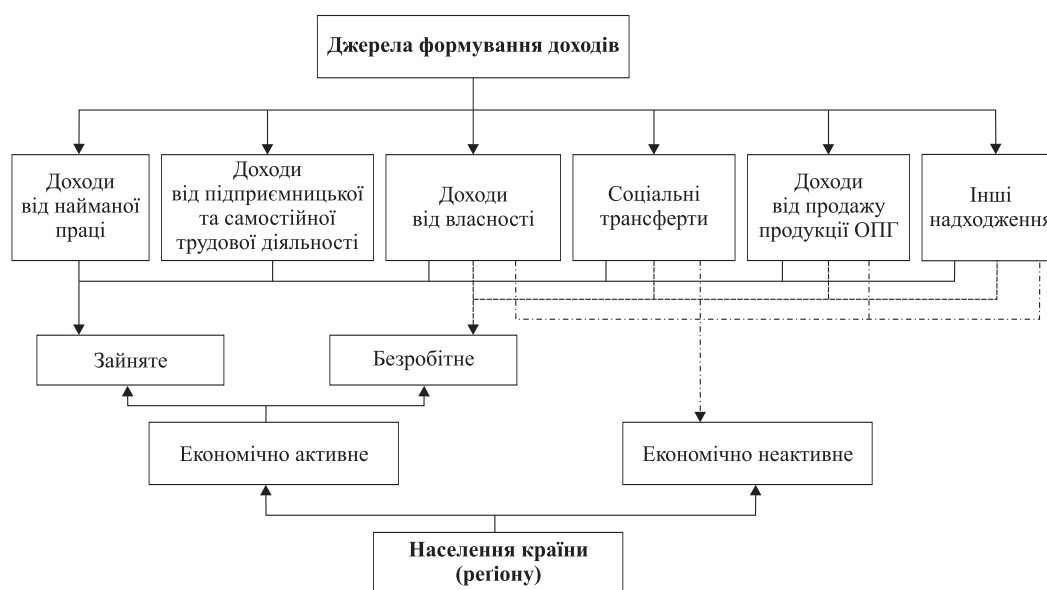 Джерела формування доходів
Доходи
від найманої
праці
Доходи
від підприємницької
та самостійної
трудової діяльності
Доходи
від власності
Соціальні
трансферти
Доходи
від продажу
продукції ОПГ
Інші
надходження
Зайняте
Безробітне
Економічно активне
Економічно неактивне
Населення країни
(регіону)